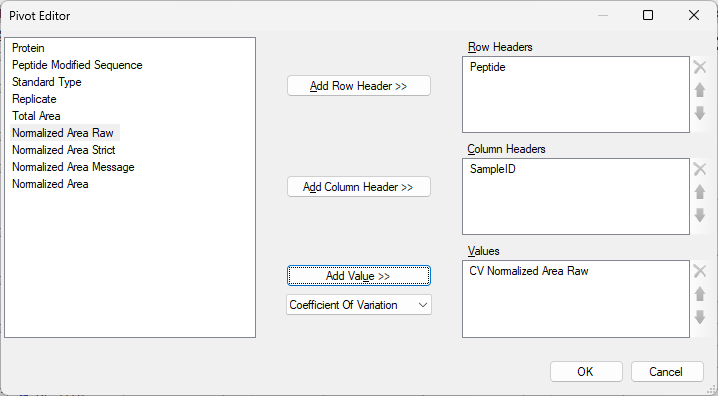 Pivot Editor
Protein
Peptide Modified Sequence
Standard Type
Replicate
Total Area
Normalized Area Raw
Normalized Area Strict
Normalized Area Message
Normalized Area
Add Row Header >>
Add Column Header >>
Add Value >>
Coefficient Of Variation
Row Headers
Peptide
Column Headers
SampleID
Values
CV Normalized Area Raw
OK
Cancel